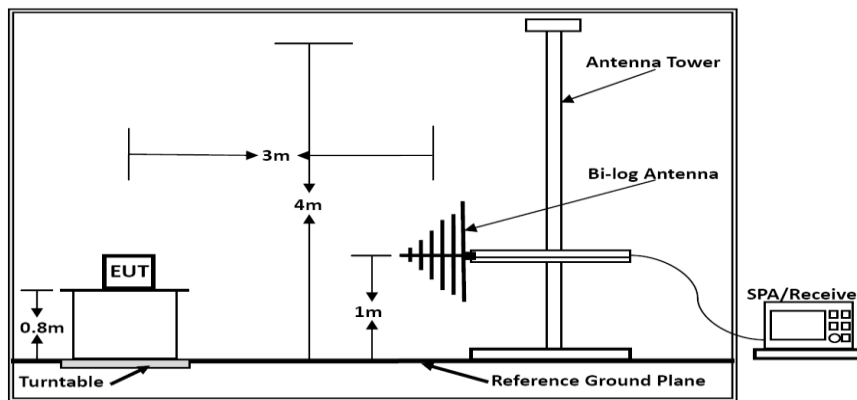 Antenna Tower
3m
Bi-log Antenna
4m
EUT
SPA/Receive
0.8m
1m
Turntable
Reference Ground Plane